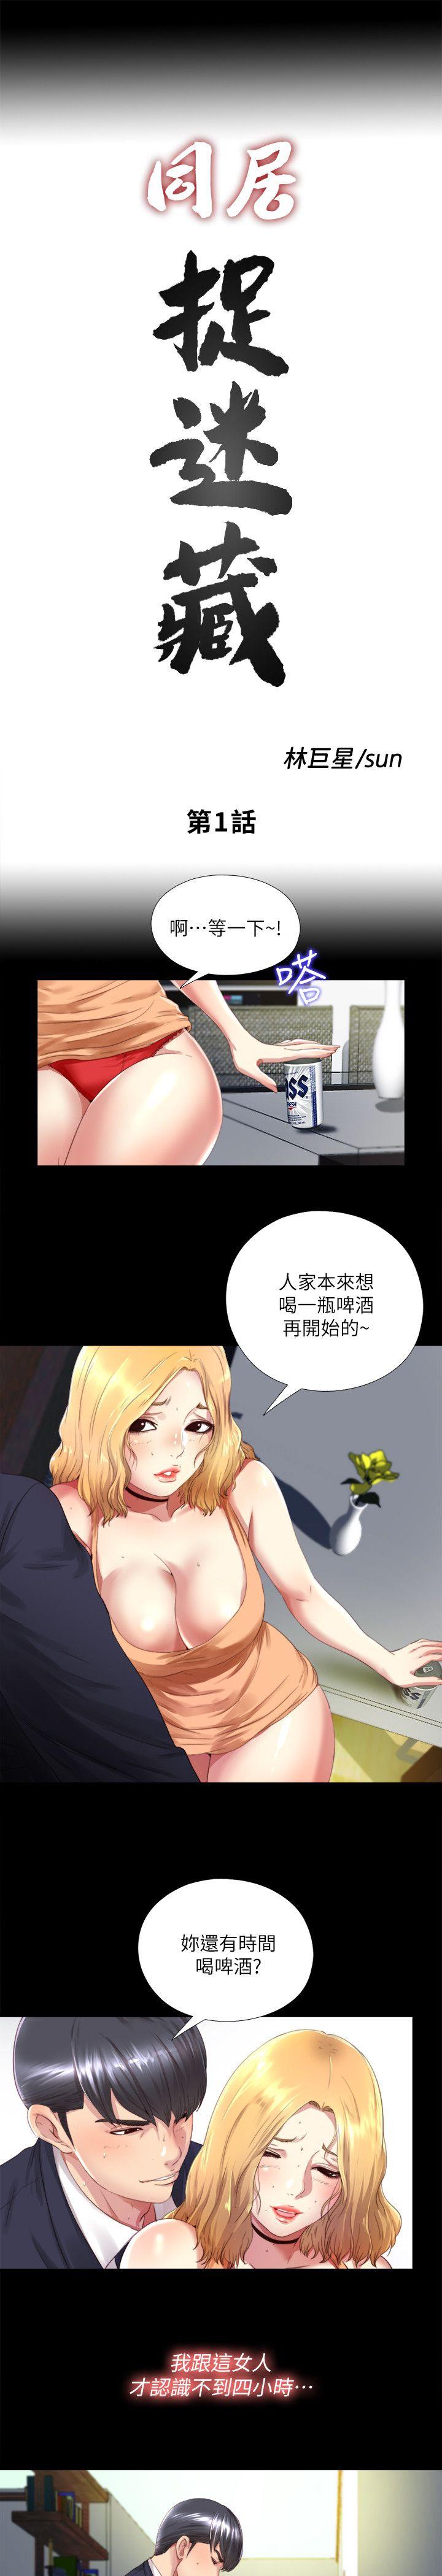 同居
捉迷藏
林巨星/sun
第1話
啊⋯等一下~!
嗒
人家本來想
喝一瓶啤酒
再開始的~
妳還有時間
喝啤酒?
我跟這女人
才認識不到四小時⋯